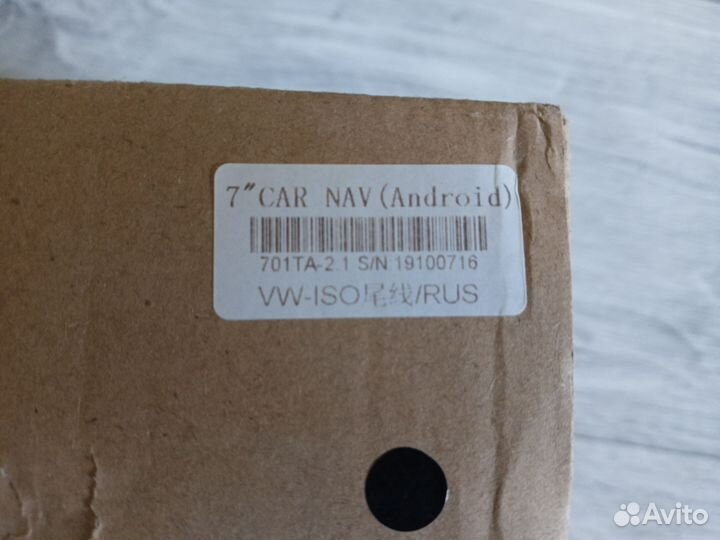 7"CAR NAV(Android)
701TA-2.1 S/N 19100716
VW-ISO尾线/RUS
Avito